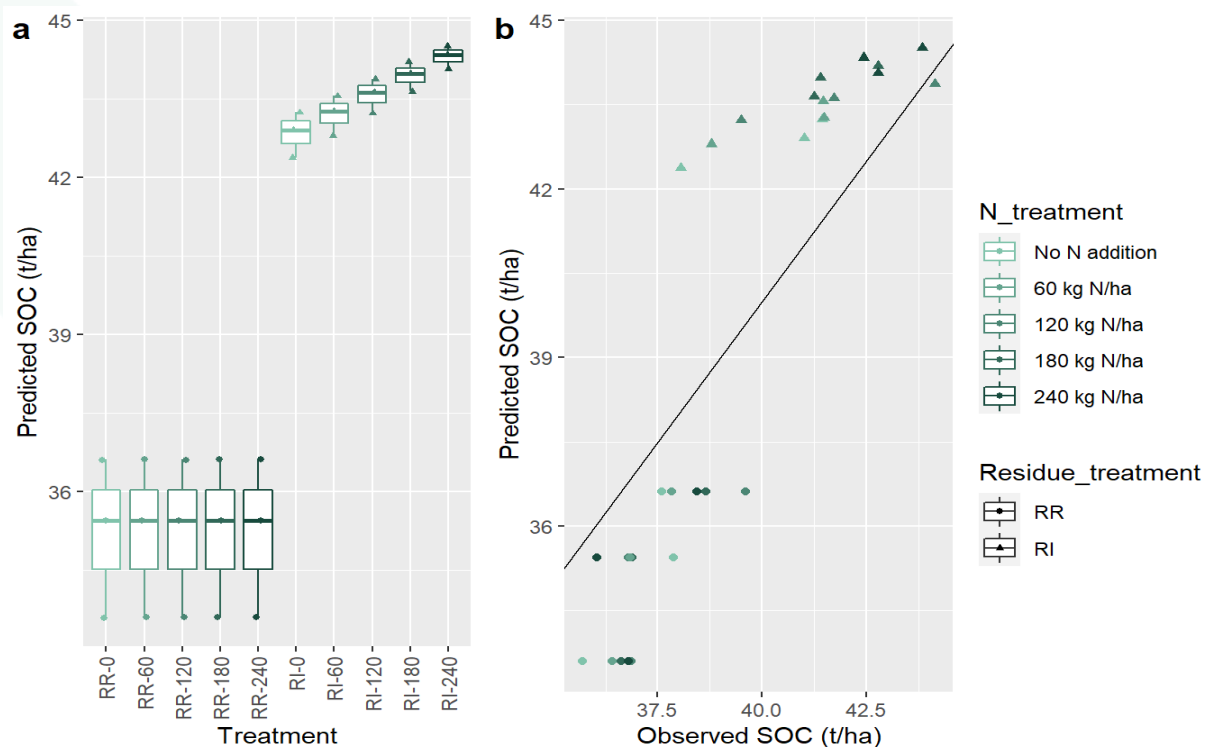 a
Predicted SOC (t/ha)
45
42
39
36
RR-0
RR-60
RR-120
RR-180
RR-240
RI-0
RI-60
RI-120
RI-180
RI-240
Treatment
b
Predicted SOC (t/ha)
45
42
39
36
37.5
40.0
42.5
Observed SOC (t/ha)
N_treatment
No N addition
60 kg N/ha
120 kg N/ha
180 kg N/ha
240 kg N/ha
Residue_treatment
RR
RI